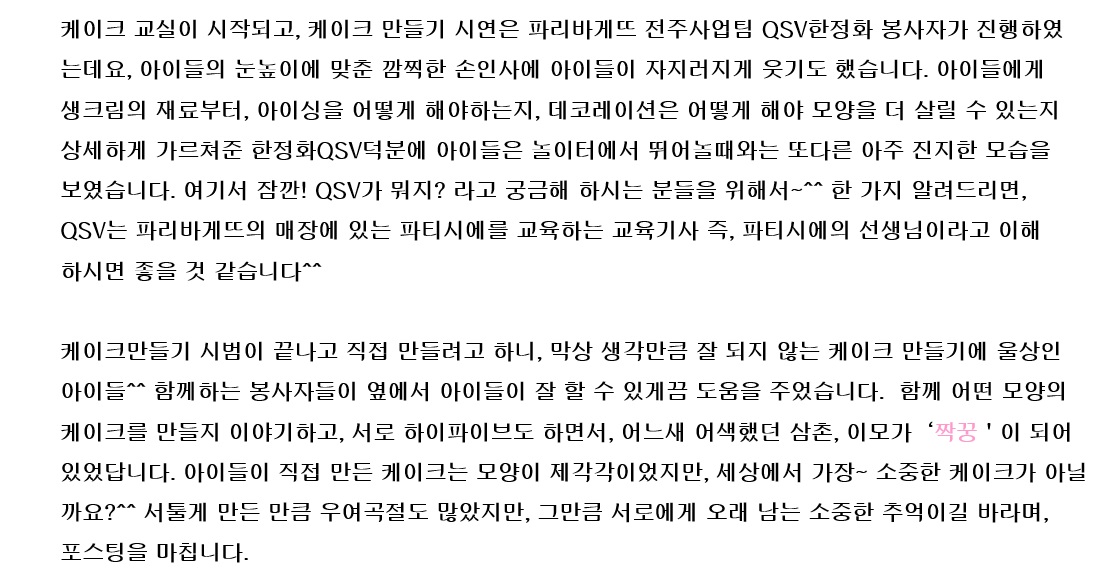 케이크 교실이 시작되고, 케이크 만들기 시연은 파리바게뜨 전주사업팀 QSV한정화 봉사자가 진행하였
는데요, 아이들의 눈높이에 맞춘 깜찍한 손인사에 아이들이 자지러지게 웃기도 했습니다. 아이들에게
생크림의 재료부터, 아이싱을 어떻게 해야하는지, 데코레이션은 어떻게 해야 모양을 더 살릴 수 있는지
상세하게 가르쳐준 한정화QSV덕분에 아이들은 놀이터에서 뛰어놀때와는 또다른 아주 진지한 모습을
보였습니다. 여기서 잠깐! QSV가 뭐지? 라고 궁금해 하시는 분들을 위해서~^^ 한 가지 알려드리면,
QSV는 파리바게뜨의 매장에 있는 파티시에를 교육하는 교육기사 즉, 파티시에의 선생님이라고 이해
하시면 좋을 것 같습니다^^
케이크만들기 시범이 끝나고 직접 만들려고 하니, 막상 생각만큼 잘 되지 않는 케이크 만들기에 울상인
아이들^^ 함께하는 봉사자들이 옆에서 아이들이 잘 할 수 있게끔 도움을 주었습니다.  함께 어떤 모양의
케이크를 만들지 이야기하고, 서로 하이파이브도 하면서, 어느새 어색했던 삼촌, 이모가  ‘짝꿍 ' 이 되어
있었답니다. 아이들이 직접 만든 케이크는 모양이 제각각이었지만, 세상에서 가장~ 소중한 케이크가 아닐
까요?^^ 서툴게 만든 만큼 우여곡절도 많았지만, 그만큼 서로에게 오래 남는 소중한 추억이길 바라며,
포스팅을 마칩니다.